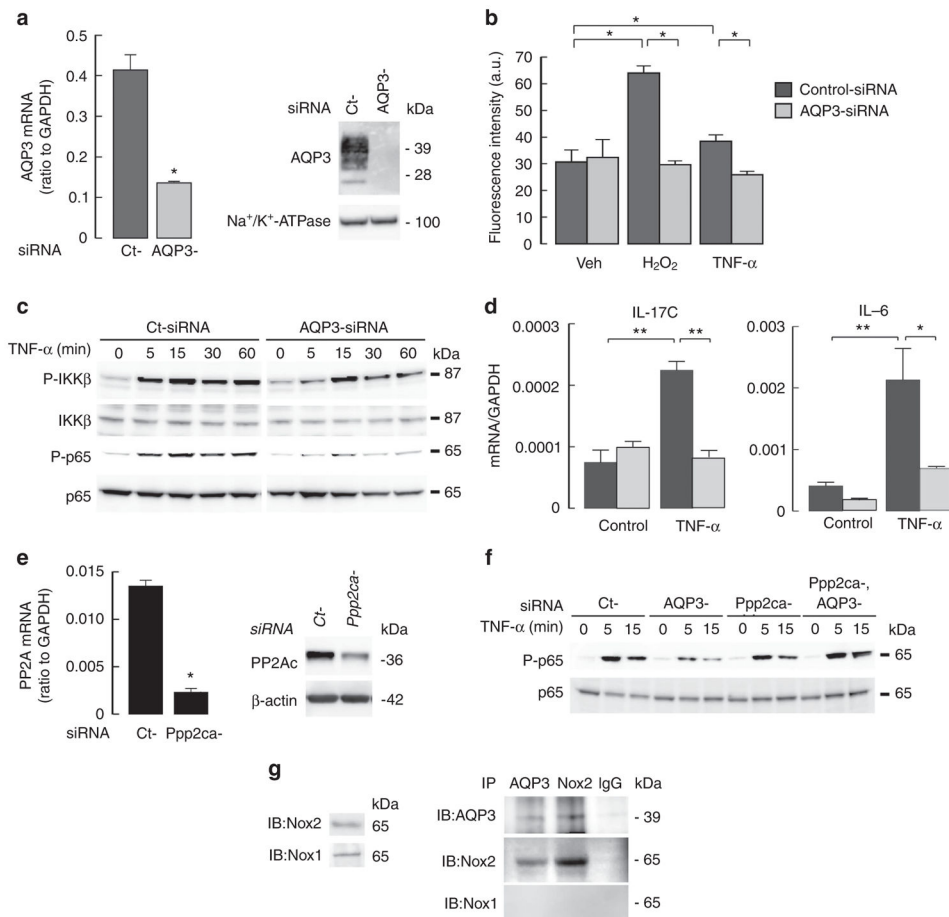 a
AQP3 mRNA
(ratio to GAPDH)
0.5
0.4
0.3
0.2
0.1
0
*
siRNA Ct- AQP3-
siRNA Ct- AQP3- kDa
AQP3
- 39
- 28
Na+/K+-ATPase - 100
b
Fluorescence intensity (a.u.)
70
60
50
40
30
20
10
0
*
* * *
Veh H₂O₂ TNF-α
Control-siRNA
AQP3-siRNA
c
Ct-siRNA AQP3-siRNA
TNF-α (min) 0 5 15 30 60 0 5 15 30 60 kDa
P-IKKβ 87
IKKβ 87
P-p65 65
p65 65
d
IL-17C
mRNA/GAPDH
0.0003
0.0002
0.0001
0
** **
Control TNF-α
IL–6
0.003
0.002
0.001
0
** *
Control TNF-α
e
PP2A mRNA
(ratio to GAPDH)
0.015
0.010
0.005
0
*
siRNA Ct- Ppp2ca-
siRNA Ct- Ppp2ca- kDa
PP2Ac -36
β-actin -42
f
siRNA Ct- AQP3- Ppp2ca- Ppp2ca-, AQP3-
TNF-α (min) 0 5 15 0 5 15 0 5 15 0 5 15 kDa
P-p65 65
p65 65
g
kDa
IB:Nox2 65
IB:Nox1 65
IP AQP3 Nox2 IgG kDa
IB:AQP3 - 39
IB:Nox2 - 65
IB:Nox1 - 65